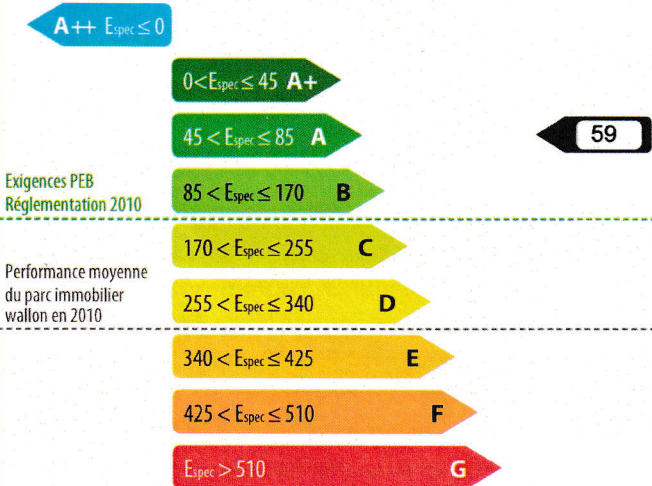 A++ Espec ≤ 0
0<Espec ≤ 45 A+
45 < Espec ≤ 85 A
59
Exigences PEB
Réglementation 2010
85 < Espec ≤ 170 B
170 < Espec ≤ 255 C
Performance moyenne
du parc immobilier
wallon en 2010
255 < Espec ≤ 340 D
340 < Espec ≤ 425 E
425 < Espec ≤ 510 F
Espec > 510 G